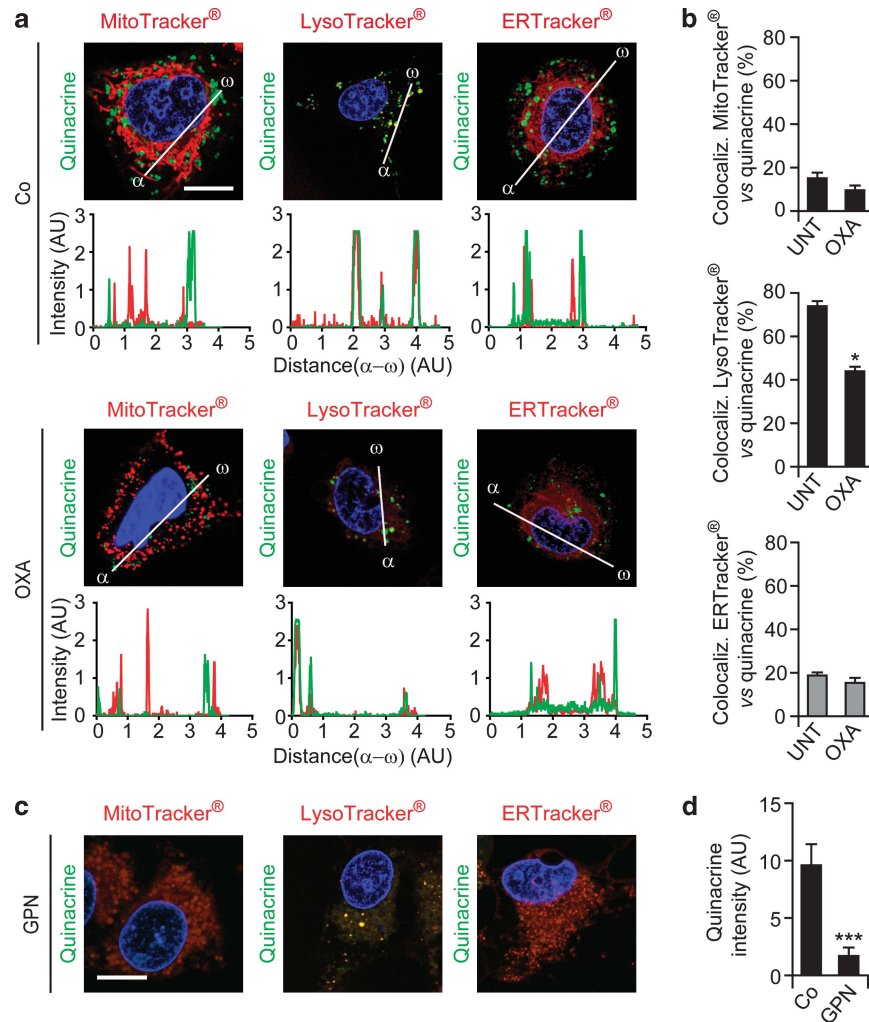 a
MitoTracker® LysoTracker® ERTracker®
Co
Quinacrine Quinacrine Quinacrine
ω ω ω
α α α
Intensity (AU)
3
2
1
0
0 1 2 3 4 5 0 1 2 3 4 5 0 1 2 3 4 5
Distance(α–ω) (AU)
MitoTracker® LysoTracker® ERTracker®
OXA
Quinacrine Quinacrine Quinacrine
ω ω α
α α ω
Intensity (AU)
3
2
1
0
0 1 2 3 4 5 0 1 2 3 4 5 0 1 2 3 4 5
Distance(α–ω) (AU)
b
Colocaliz. MitoTracker®
vs quinacrine (%)
80
60
40
20
0
UNT OXA
Colocaliz. LysoTracker®
vs quinacrine (%)
80
60
40
20
0
*
UNT OXA
Colocaliz. ERTracker®
vs quinacrine (%)
80
60
40
20
0
UNT OXA
c
MitoTracker® LysoTracker® ERTracker®
GPN
Quinacrine Quinacrine Quinacrine
d
Quinacrine
intensity (AU)
15
10
5
0
***
Co GPN